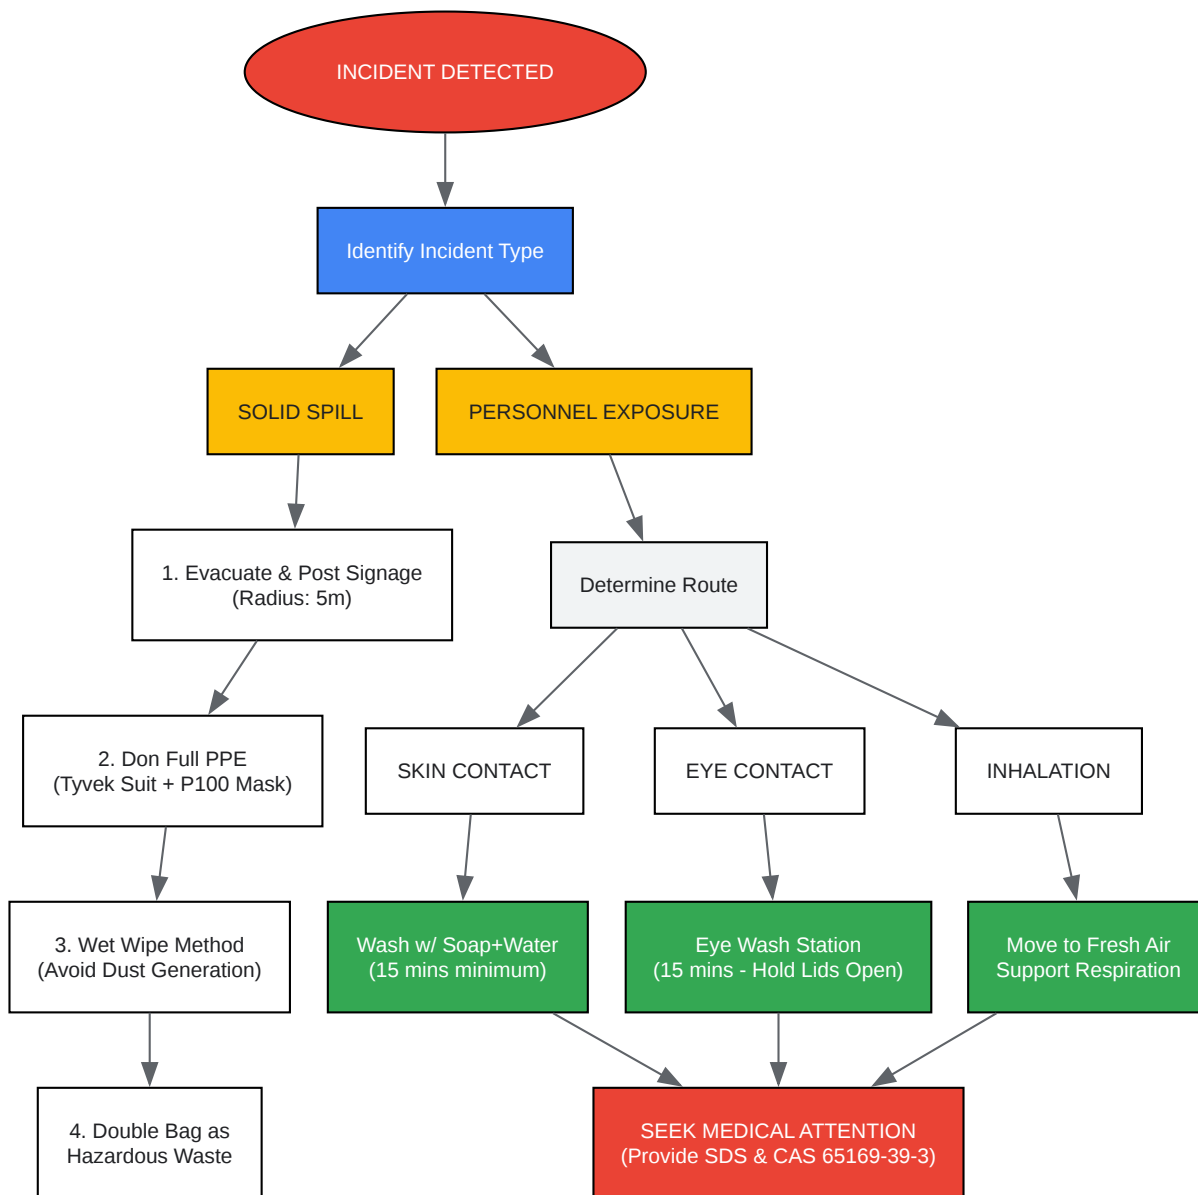 INCIDENT DETECTED
Identify Incident Type
SOLID SPILL
PERSONNEL EXPOSURE
1. Evacuate & Post Signage
(Radius: 5m)
Determine Route
2. Don Full PPE
(Tyvek Suit + P100 Mask)
SKIN CONTACT
EYE CONTACT
INHALATION
3. Wet Wipe Method
(Avoid Dust Generation)
Wash w/ Soap+Water
(15 mins minimum)
Eye Wash Station
(15 mins - Hold Lids Open)
Move to Fresh Air
Support Respiration
4. Double Bag as
Hazardous Waste
SEEK MEDICAL ATTENTION
(Provide SDS & CAS 65169-39-3)